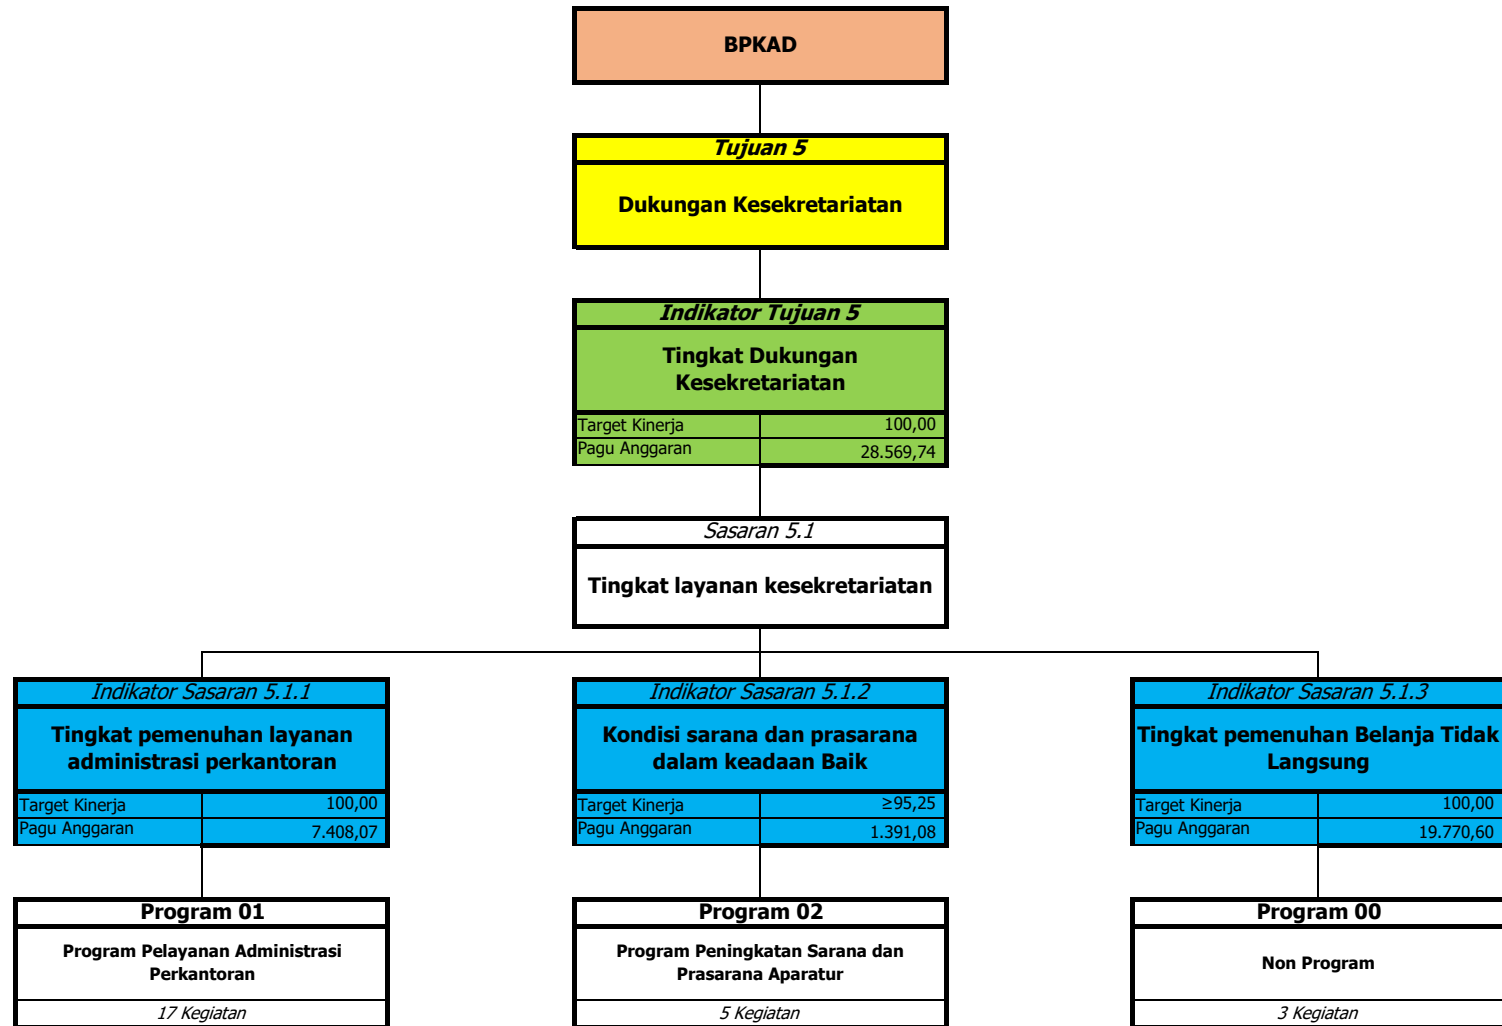 BPKAD
Tujuan 5
Dukungan Kesekretariatan
Indikator Tujuan 5
Tingkat Dukungan
Kesekretariatan
Target Kinerja 100,00
Pagu Anggaran 28.569,74
Sasaran 5.1
Tingkat layanan kesekretariatan
Indikator Sasaran 5.1.1
Tingkat pemenuhan layanan
administrasi perkantoran
Target Kinerja 100,00
Pagu Anggaran 7.408,07
Program 01
Program Pelayanan Administrasi
Perkantoran
17 Kegiatan
Indikator Sasaran 5.1.2
Kondisi sarana dan prasarana
dalam keadaan Baik
Target Kinerja ≥95,25
Pagu Anggaran 1.391,08
Program 02
Program Peningkatan Sarana dan
Prasarana Aparatur
5 Kegiatan
Indikator Sasaran 5.1.3
Tingkat pemenuhan Belanja Tidak
Langsung
Target Kinerja 100,00
Pagu Anggaran 19.770,60
Program 00
Non Program
3 Kegiatan